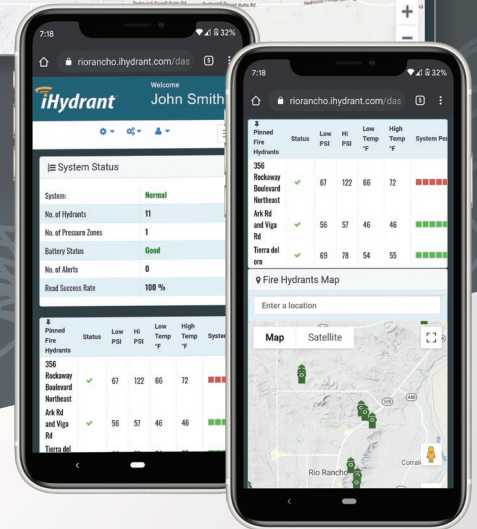 7:18
32%
riorancho.ihydrant.com/das
5
iHydrant
Welcome
John Smith
System Status
System: Normal
No. of Hydrants 11
No. of Pressure Zones 1
Battery Status Good
No. of Alerts 0
Read Success Rate 100 %
Pinned Fire Hydrants Status Low PSI Hi PSI Low Temp °F High Temp °F System
356 Rockaway Boulevard Northeast 67 122 66 72
Ark Rd and Viga Rd 56 57 46 46
Tierra del
7:18
32%
riorancho.ihydrant.com/das
5
Pinned Fire Hydrants Status Low PSI Hi PSI Low Temp °F High Temp °F System Per
356 Rockaway Boulevard Northeast 67 122 66 72
Ark Rd and Viga Rd 56 57 46 46
Tierra del oro 69 78 54 55
Fire Hydrants Map
Enter a location
Map Satellite
528
448
Rio Ranch
Corral